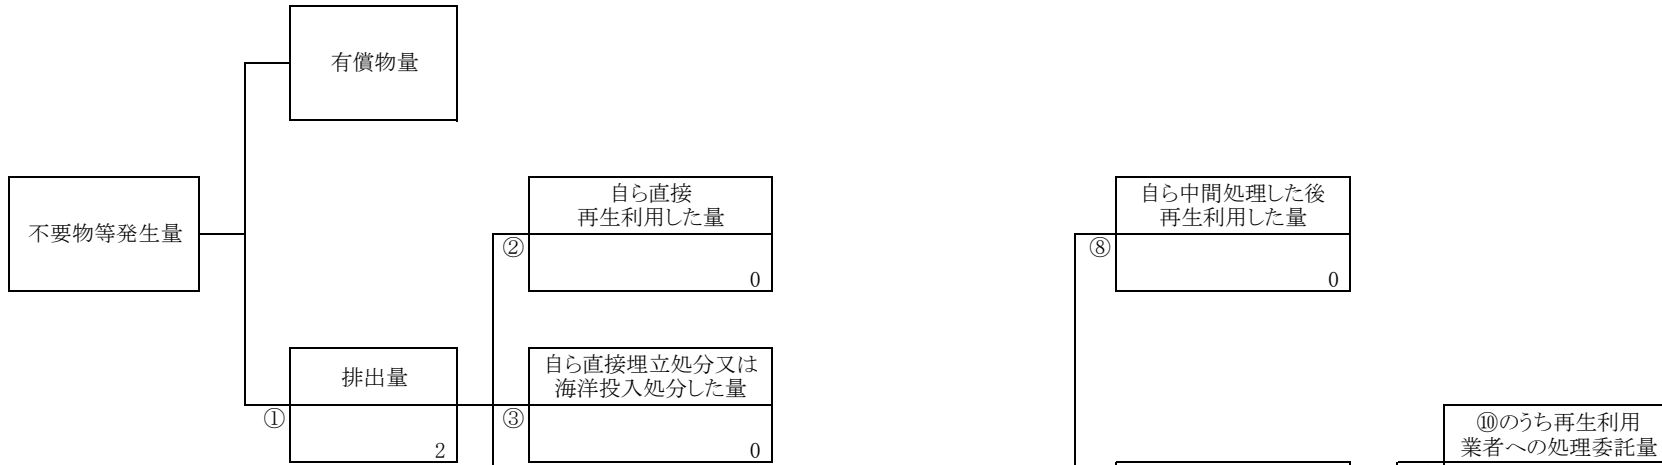 有償物量
不要物等発生量
自ら直接
再生利用した量
②
0
自ら中間処理した後
再生利用した量
⑧
0
排出量
①
2
自ら直接埋立処分又は
海洋投入処分した量
③
0
⑩のうち再生利用
業者への処理委託量